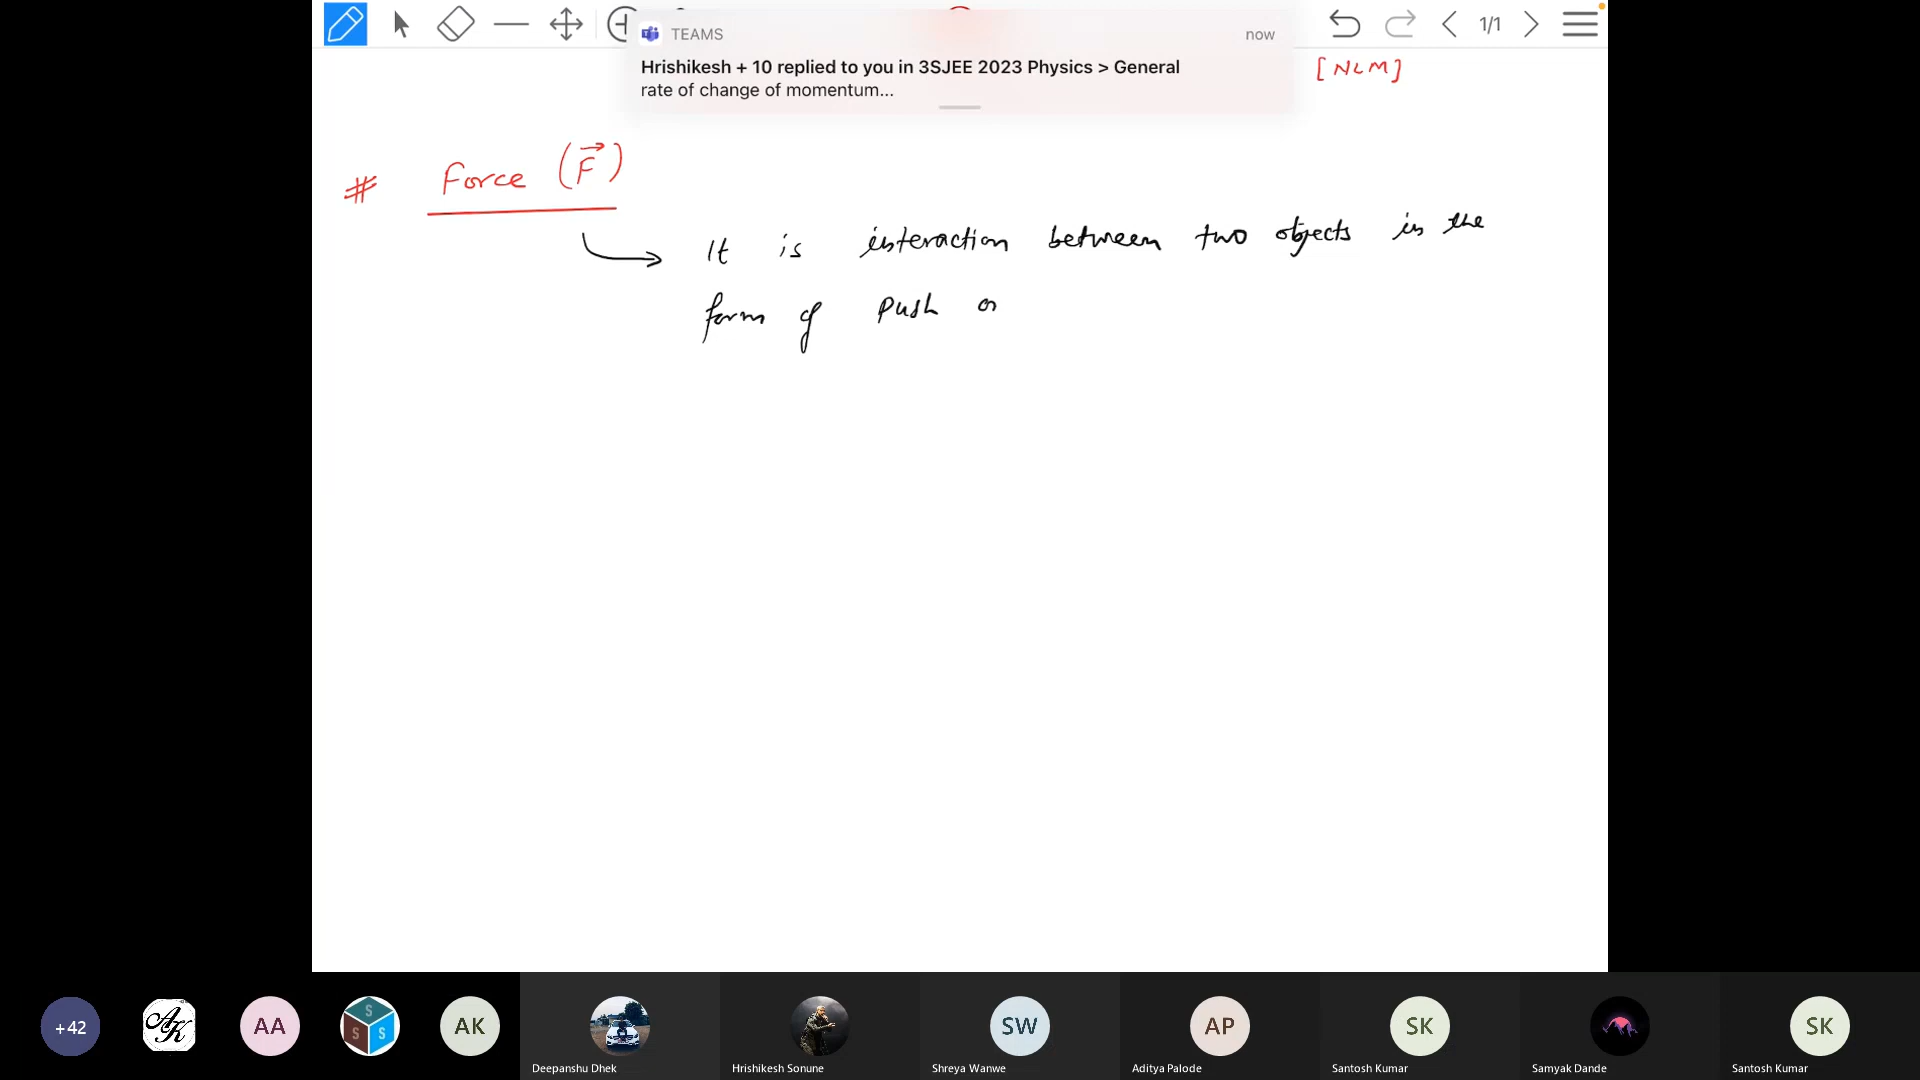 1/1
TEAMS
now
Hrishikesh + 10 replied to you in 3SJEE 2023 Physics > General
rate of change of momentum...
[NLM]
# Force (F)
It is interaction between two objects in the
form of push or
+42
AK
AA
S
S S
AK
SW
AP
SK
SK
Deepanshu Dhek
Hrishikesh Sonune
Shreya Wanwe
Aditya Palode
Santosh Kumar
Samyak Dande
Santosh Kumar